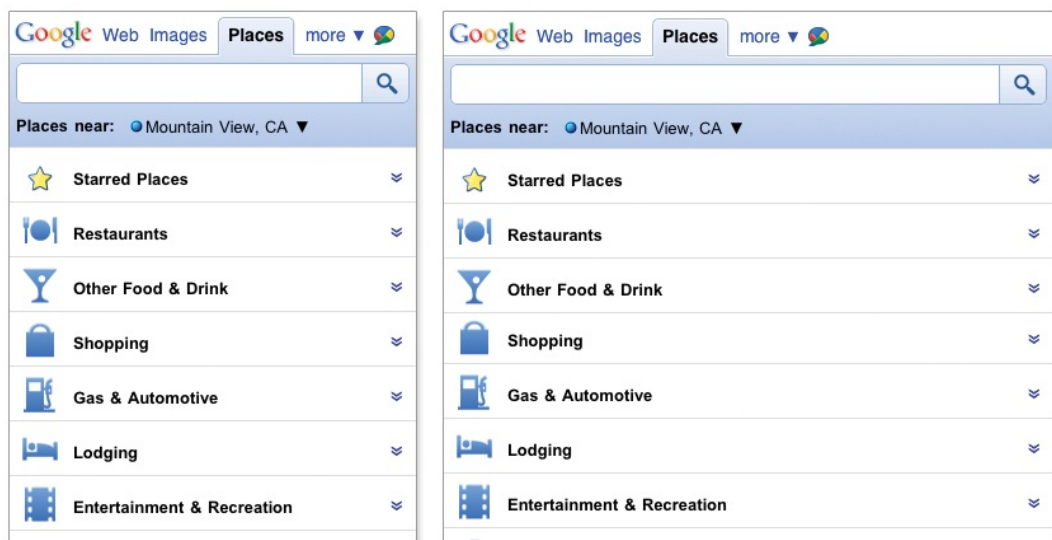 Google Web Images Places more ▼
Places near: Mountain View, CA ▼
Starred Places
Restaurants
Other Food & Drink
Shopping
Gas & Automotive
Lodging
Entertainment & Recreation
Google Web Images Places more ▼
Places near: Mountain View, CA ▼
Starred Places
Restaurants
Other Food & Drink
Shopping
Gas & Automotive
Lodging
Entertainment & Recreation